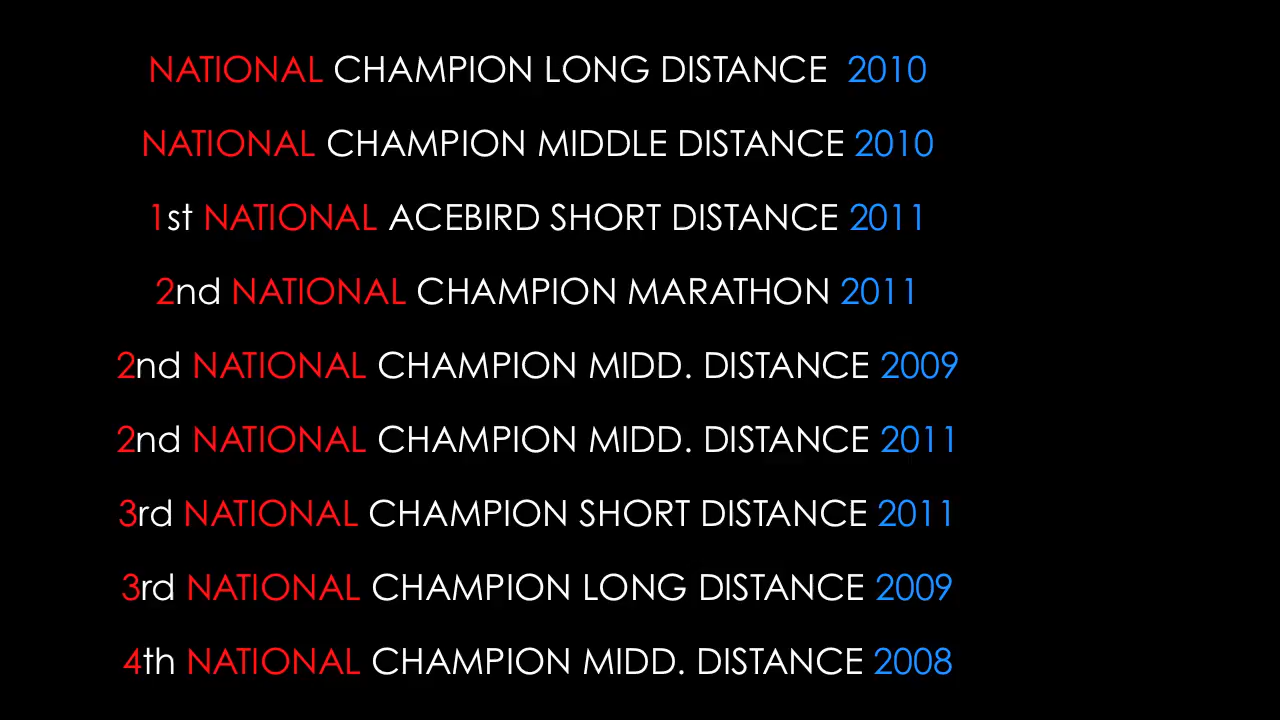 NATIONAL CHAMPION LONG DISTANCE 2010
NATIONAL CHAMPION MIDDLE DISTANCE 2010
1st NATIONAL ACEBIRD SHORT DISTANCE 2011
2nd NATIONAL CHAMPION MARATHON 2011
2nd NATIONAL CHAMPION MIDD. DISTANCE 2009
2nd NATIONAL CHAMPION MIDD. DISTANCE 2011
3rd NATIONAL CHAMPION SHORT DISTANCE 2011
3rd NATIONAL CHAMPION LONG DISTANCE 2009
4th NATIONAL CHAMPION MIDD. DISTANCE 2008